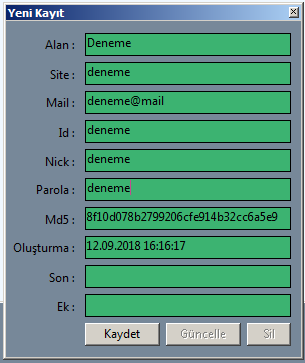 Yeni Kayıt
Alan : Deneme
Site : deneme
Mail : deneme@mail
Id : deneme
Nick : deneme
Parola : deneme
Md5 : 8f10d078b2799206cfe914b32cc6a5e9
Oluşturma : 12.09.2018 16:16:17
Son :
Ek :
Kaydet Güncelle Sil